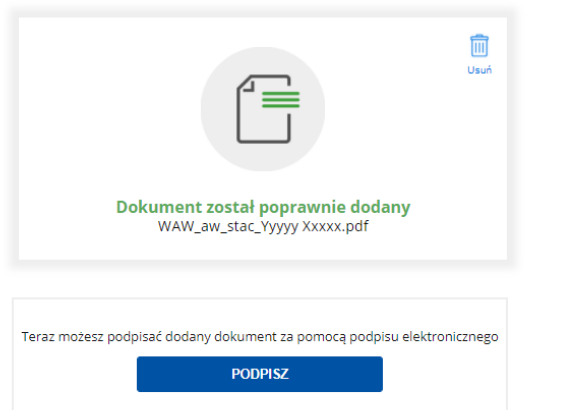 Usuń
Dokument został poprawnie dodany
WAW_aw_stac_Yyyyy Xxxxx.pdf
Teraz możesz podpisać dodany dokument za pomocą podpisu elektronicznego
PODPISZ